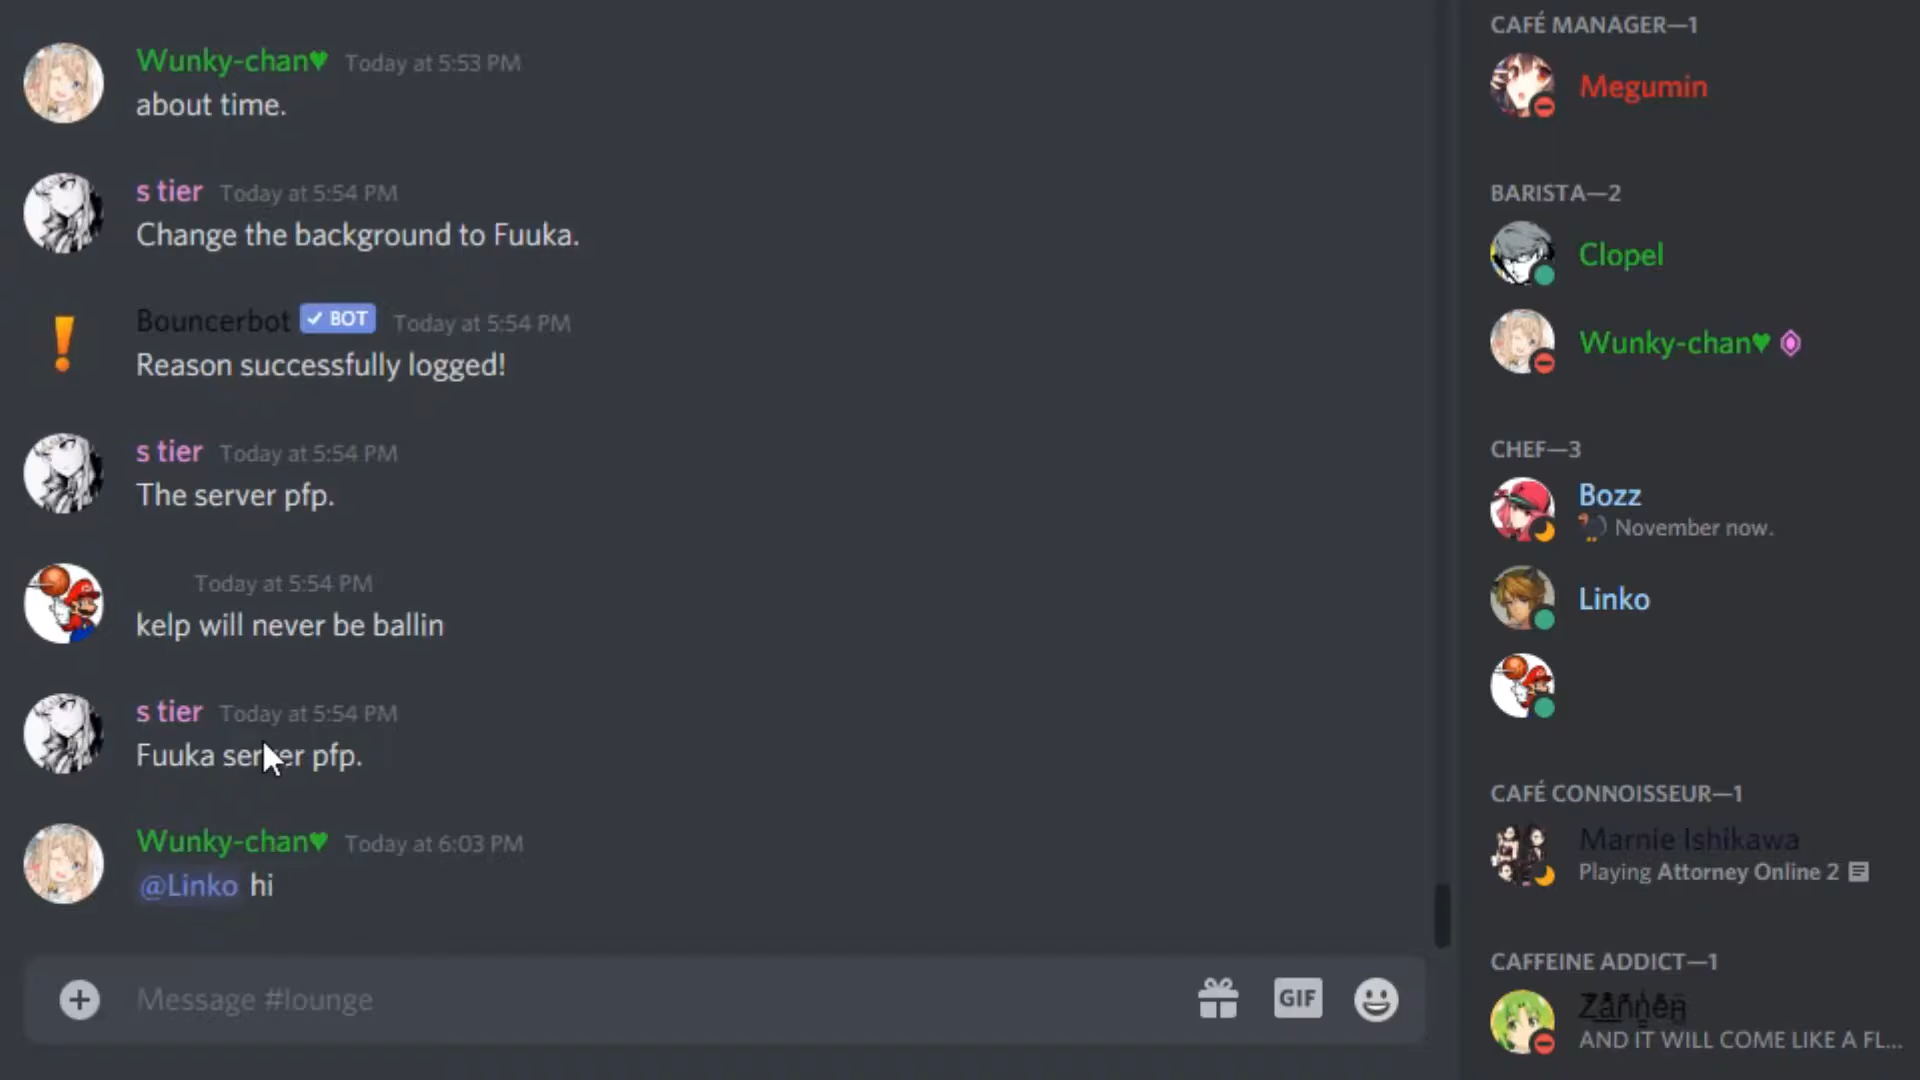 Wunky-chan♥ Today at 5:53 PM
about time.
s tier Today at 5:54 PM
Change the background to Fuuka.
Bouncerbot ✓ BOT Today at 5:54 PM
Reason successfully logged!
s tier Today at 5:54 PM
The server pfp.
Today at 5:54 PM
kelp will never be ballin
s tier Today at 5:54 PM
Fuuka server pfp.
Wunky-chan♥ Today at 6:03 PM
@Linko hi
Message #lounge
GIF
CAFÉ MANAGER—1
Megumin
BARISTA—2
Clopel
Wunky-chan♥
CHEF—3
Bozz
🦃 November now.
Linko
CAFÉ CONNOISSEUR—1
Marnie Ishikawa
Playing Attorney Online 2
CAFFEINE ADDICT—1
AND IT WILL COME LIKE A FL...